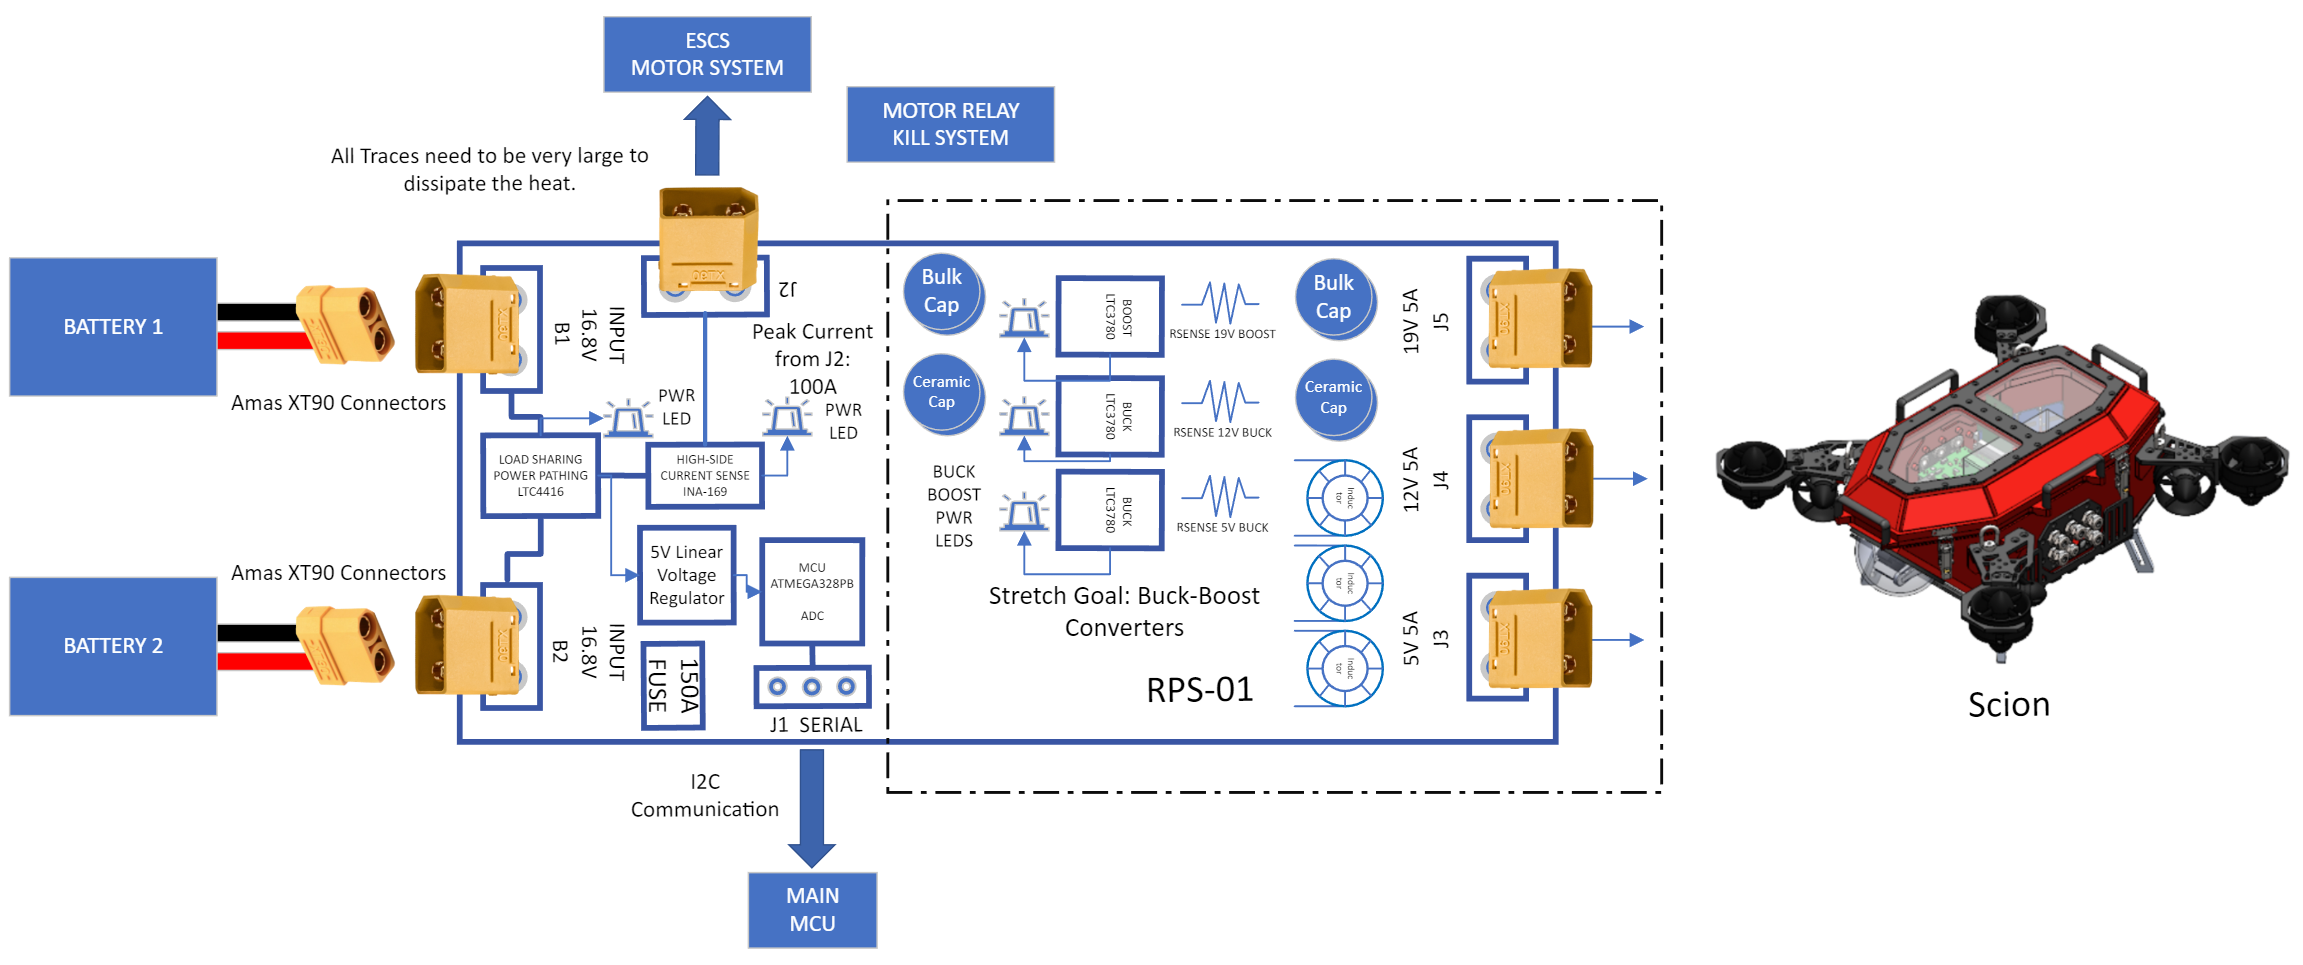 ESCS
MOTOR SYSTEM
MOTOR RELAY
KILL SYSTEM
All Traces need to be very large to
dissipate the heat.
BATTERY 1
Amas XT90 Connectors
INPUT
16.8V
B1
J2
Peak Current
from J2:
100A
PWR
LED
PWR
LED
LOAD SHARING
POWER PATHING
LTC4416
HIGH-SIDE
CURRENT SENSE
INA-169
BATTERY 2
Amas XT90 Connectors
INPUT
16.8V
B2
5V Linear
Voltage
Regulator
MCU
ATMEGA328PB
ADC
150A
FUSE
J1 SERIAL
I2C
Communication
MAIN
MCU
Bulk
Cap
Ceramic
Cap
BOOST
LTC3780
BUCK
LTC3780
BUCK
LTC3780
BUCK
BOOST
PWR
LEDS
RSENSE 19V BOOST
RSENSE 12V BUCK
RSENSE 5V BUCK
Bulk
Cap
Ceramic
Cap
Induc
tor
Induc
tor
Induc
tor
Stretch Goal: Buck-Boost
Converters
RPS-01
19V 5A
J5
12V 5A
J4
5V 5A
J3
Scion